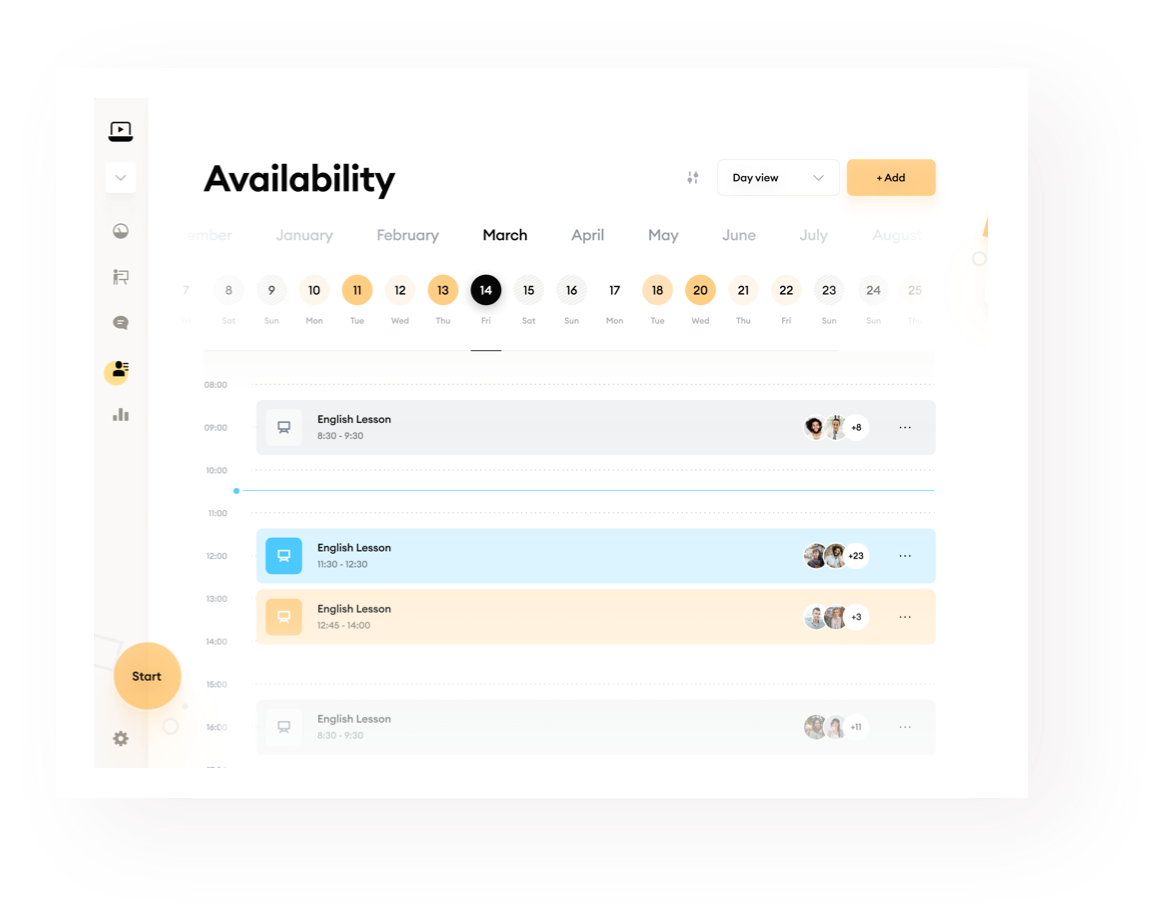 Availability
Day view
+ Add
ember January February March April May June July August
7 8 9 10 11 12 13 14 15 16 17 18 20 21 22 23 24 25
Sat Sun Mon Tue Wed Thu Fri Sat Sun Mon Tue Wed Thu Fri Sun Sun Thu
08:00
English Lesson
09:00
8:30 - 9:30
+8
10:00
11:00
English Lesson
12:00
11:30 - 12:30
+23
13:00
English Lesson
12:45 - 14:00
+3
14:00
Start
15:00
English Lesson
16:00
8:30 - 9:30
+11